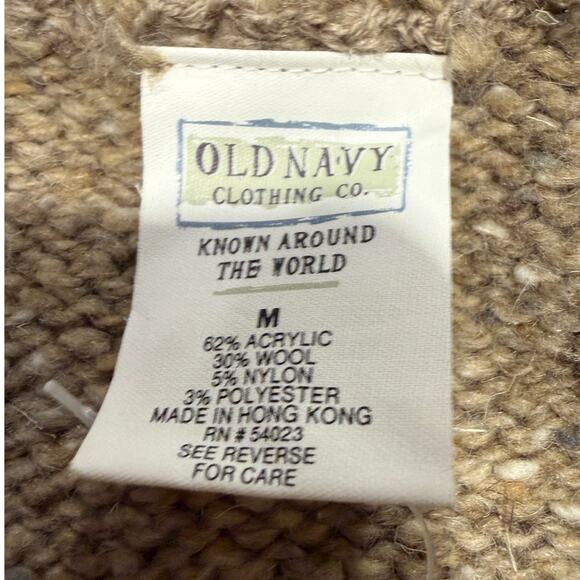 OLD NAVY
CLOTHING CO.
KNOWN AROUND
THE WORLD
M
62% ACRYLIC
30% WOOL
5% NYLON
3% POLYESTER
MADE IN HONG KONG
RN # 54023
SEE REVERSE
FOR CARE